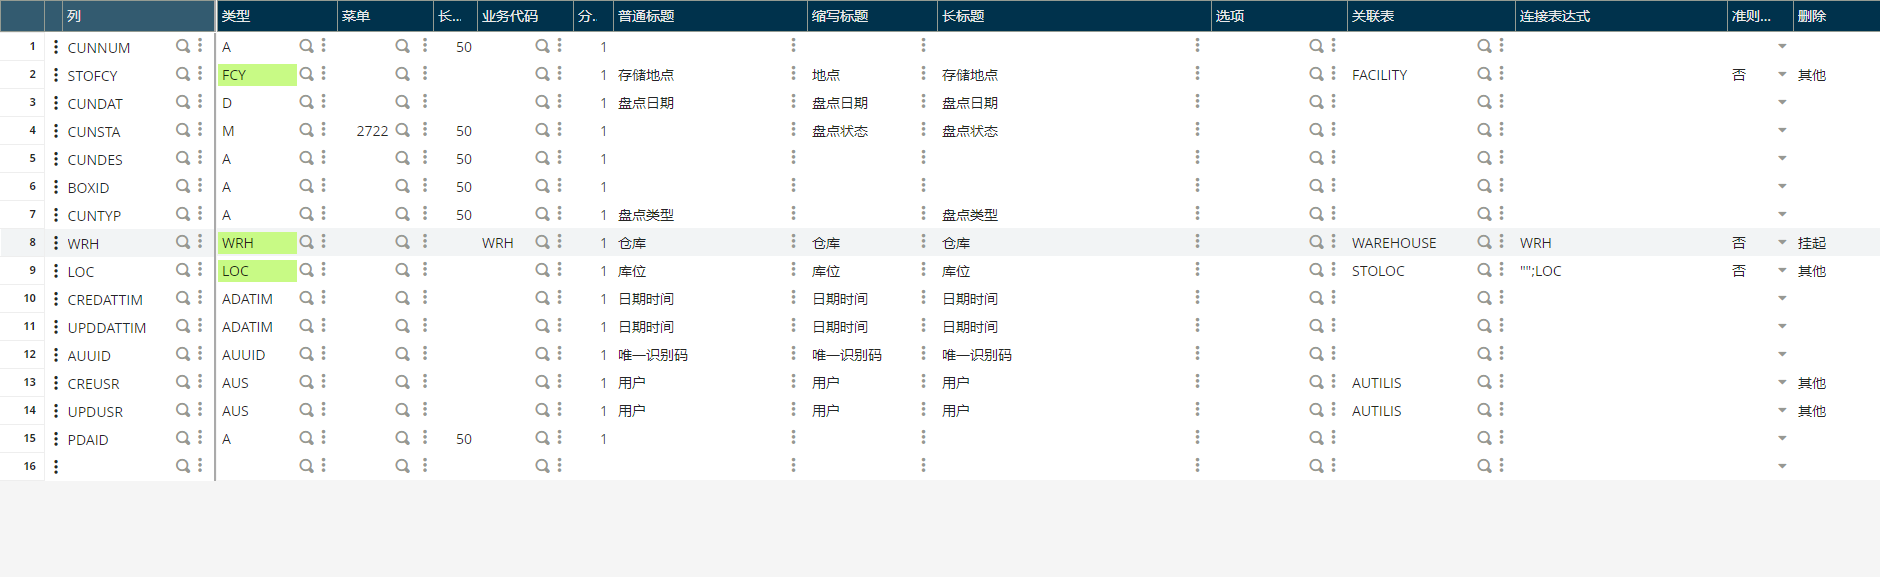 列 类型 菜单 长... 业务代码 分.. 普通标题 缩写标题 长标题 选项 关联表 连接表达式 准则... 删除
1 CUNNUM A 50 1
2 STOFCY FCY 1 存储地点 地点 存储地点 FACILITY 否 其他
3 CUNDAT D 1 盘点日期 盘点日期 盘点日期
4 CUNSTA M 2722 50 1 盘点状态 盘点状态
5 CUNDES A 50 1
6 BOXID A 50 1
7 CUNTYP A 50 1 盘点类型 盘点类型
8 WRH WRH WRH 1 仓库 仓库 仓库 WAREHOUSE WRH 否 挂起
9 LOC LOC 1 库位 库位 库位 STOLOC "";LOC 否 其他
10 CREDATTIM ADATIM 1 日期时间 日期时间 日期时间
11 UPDDATTIM ADATIM 1 日期时间 日期时间 日期时间
12 AUUID AUUID 1 唯一识别码 唯一识别码 唯一识别码
13 CREUSR AUS 1 用户 用户 用户 AUTILIS 其他
14 UPDUSR AUS 1 用户 用户 用户 AUTILIS 其他
15 PDAID A 50 1
16